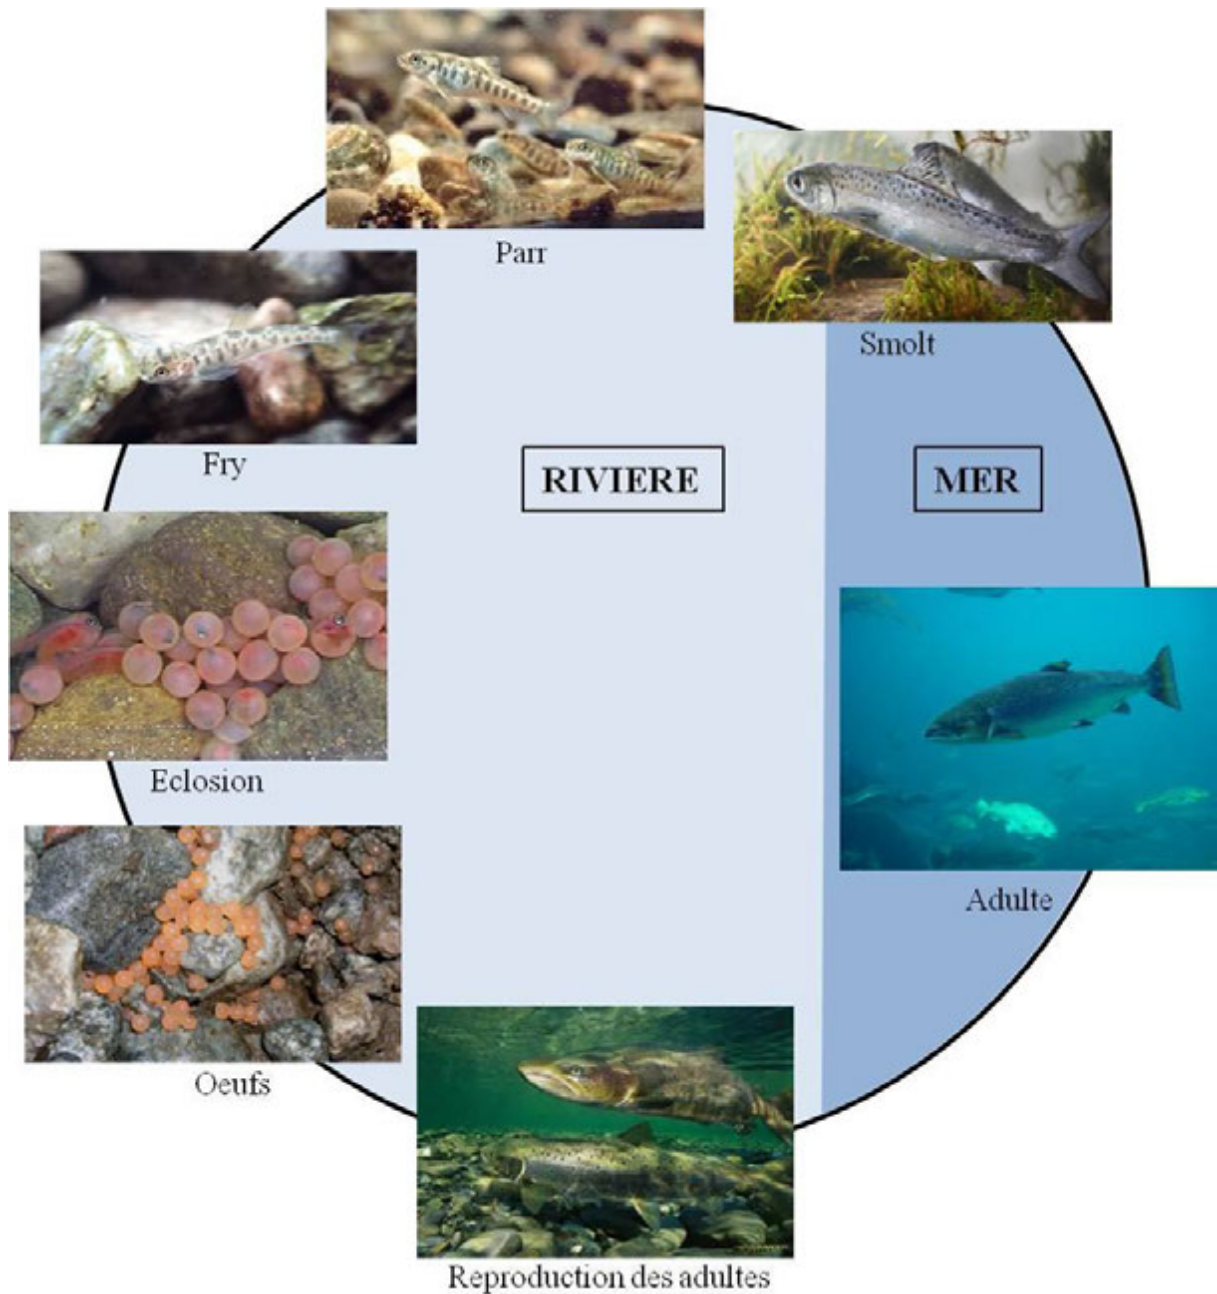 Parr
Smolt
Fry
RIVIERE
MER
Eclosion
Adulte
Oeufs
Reproduction des adultes